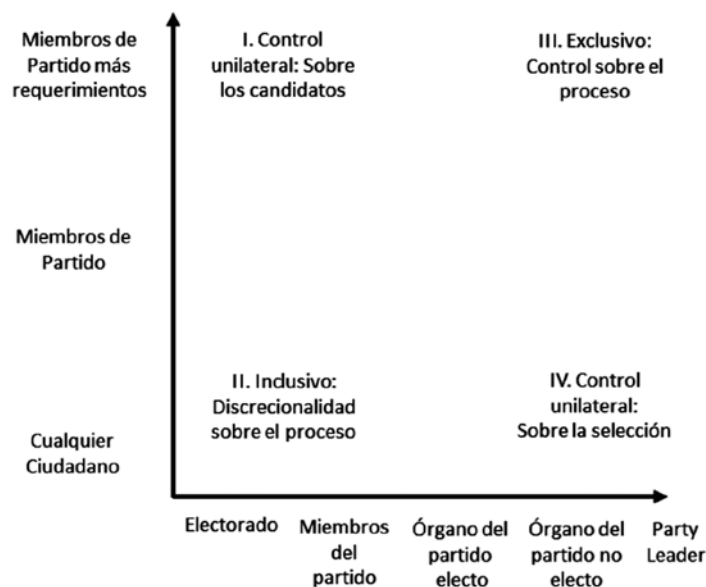 Miembros de
Partido más
requerimientos
I. Control
unilateral: Sobre
los candidatos
III. Exclusivo:
Control sobre el
proceso
Miembros de
Partido
II. Inclusivo:
Discrecionalidad
sobre el proceso
IV. Control
unilateral:
Sobre la selección
Cualquier
Ciudadano
Electorado
Miembros
del
partido
Órgano del
partido
electo
Órgano del
partido no
electo
Party
Leader